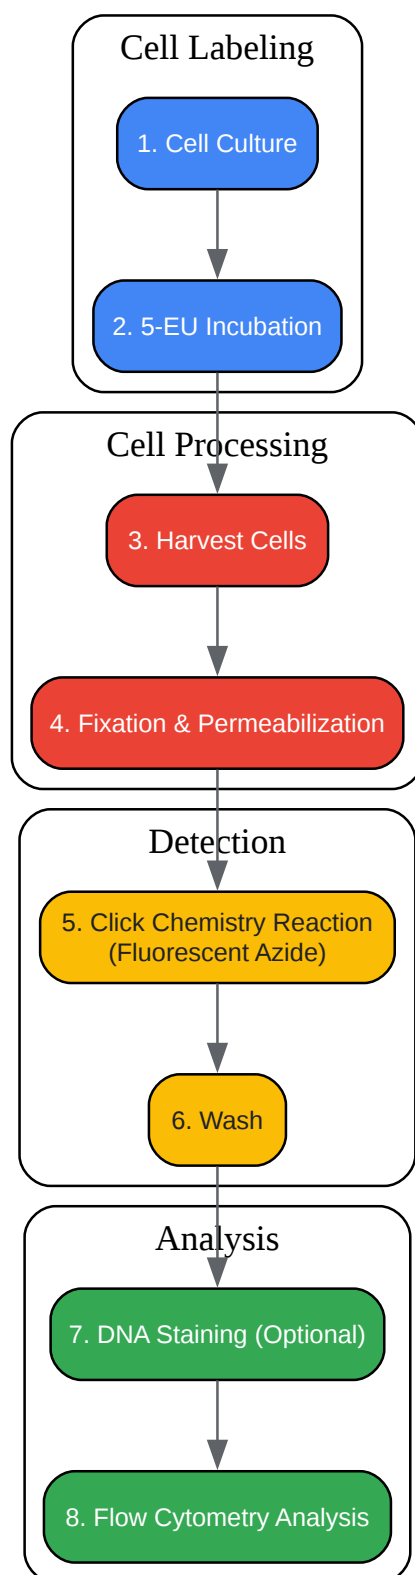 Cell Labeling
1. Cell Culture
2. 5-EU Incubation
Cell Processing
3. Harvest Cells
4. Fixation & Permeabilization
Detection
5. Click Chemistry Reaction
(Fluorescent Azide)
6. Wash
Analysis
7. DNA Staining (Optional)
8. Flow Cytometry Analysis